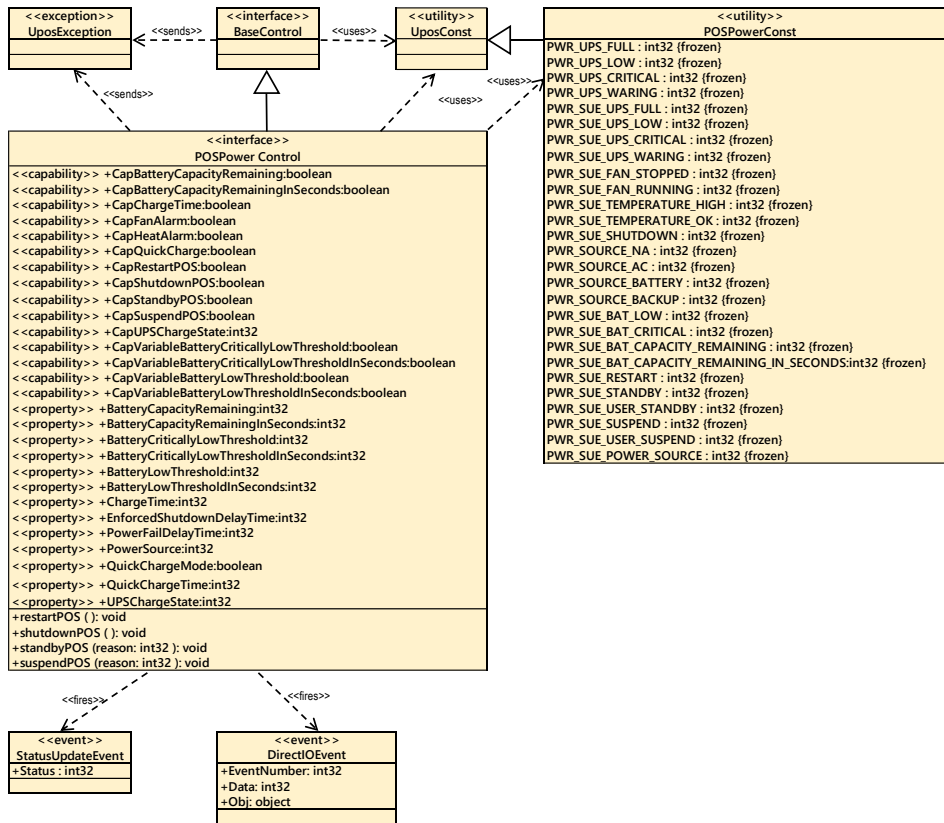 <<exception>>
UposException
<<sends>>
<<interface>>
BaseControl
<<uses>>
<<utility>>
UposConst
<<utility>>
POSPowerConst
PWR_UPS_FULL : int32 {frozen}
PWR_UPS_LOW : int32 {frozen}
PWR_UPS_CRITICAL : int32 {frozen}
PWR_UPS_WARING : int32 {frozen}
PWR_SUE_UPS_FULL : int32 {frozen}
PWR_SUE_UPS_LOW : int32 {frozen}
PWR_SUE_UPS_CRITICAL : int32 {frozen}
PWR_SUE_UPS_WARING : int32 {frozen}
PWR_SUE_FAN_STOPPED : int32 {frozen}
PWR_SUE_FAN_RUNNING : int32 {frozen}
PWR_SUE_TEMPERATURE_HIGH : int32 {frozen}
PWR_SUE_TEMPERATURE_OK : int32 {frozen}
PWR_SUE_SHUTDOWN : int32 {frozen}
PWR_SOURCE_NA : int32 {frozen}
PWR_SOURCE_AC : int32 {frozen}
PWR_SOURCE_BATTERY : int32 {frozen}
PWR_SOURCE_BACKUP : int32 {frozen}
PWR_SUE_BAT_LOW : int32 {frozen}
PWR_SUE_BAT_CRITICAL : int32 {frozen}
PWR_SUE_BAT_CAPACITY_REMAINING : int32 {frozen}
PWR_SUE_BAT_CAPACITY_REMAINING_IN_SECONDS:int32 {frozen}
PWR_SUE_RESTART : int32 {frozen}
PWR_SUE_STANDBY : int32 {frozen}
PWR_SUE_USER_STANDBY : int32 {frozen}
PWR_SUE_SUSPEND : int32 {frozen}
PWR_SUE_USER_SUSPEND : int32 {frozen}
PWR_SUE_POWER_SOURCE : int32 {frozen}
<<sends>>
<<uses>>
<<uses>>
<<interface>>
POSPower Control
<<capability>> +CapBatteryCapacityRemaining:boolean
<<capability>> +CapBatteryCapacityRemainingInSeconds:boolean
<<capability>> +CapChargeTime:boolean
<<capability>> +CapFanAlarm:boolean
<<capability>> +CapHeatAlarm:boolean
<<capability>> +CapQuickCharge:boolean
<<capability>> +CapRestartPOS:boolean
<<capability>> +CapShutdownPOS:boolean
<<capability>> +CapStandbyPOS:boolean
<<capability>> +CapSuspendPOS:boolean
<<capability>> +CapUPSChargeState:int32
<<capability>> +CapVariableBatteryCriticallyLowThreshold:boolean
<<capability>> +CapVariableBatteryCriticallyLowThresholdInSeconds:boolean
<<capability>> +CapVariableBatteryLowThreshold:boolean
<<capability>> +CapVariableBatteryLowThresholdInSeconds:boolean
<<property>> +BatteryCapacityRemaining:int32
<<property>> +BatteryCapacityRemainingInSeconds:int32
<<property>> +BatteryCriticallyLowThreshold:int32
<<property>> +BatteryCriticallyLowThresholdInSeconds:int32
<<property>> +BatteryLowThreshold:int32
<<property>> +BatteryLowThresholdInSeconds:int32
<<property>> +ChargeTime:int32
<<property>> +EnforcedShutdownDelayTime:int32
<<property>> +PowerFailDelayTime:int32
<<property>> +PowerSource:int32
<<property>> +QuickChargeMode:boolean
<<property>> +QuickChargeTime:int32
<<property>> +UPSChargeState:int32
+restartPOS ( ): void
+shutdownPOS ( ): void
+standbyPOS (reason: int32 ): void
+suspendPOS (reason: int32 ): void
<<fires>>
<<fires>>
<<event>>
StatusUpdateEvent
+Status : int32
<<event>>
DirectIOEvent
+EventNumber: int32
+Data: int32
+Obj: object